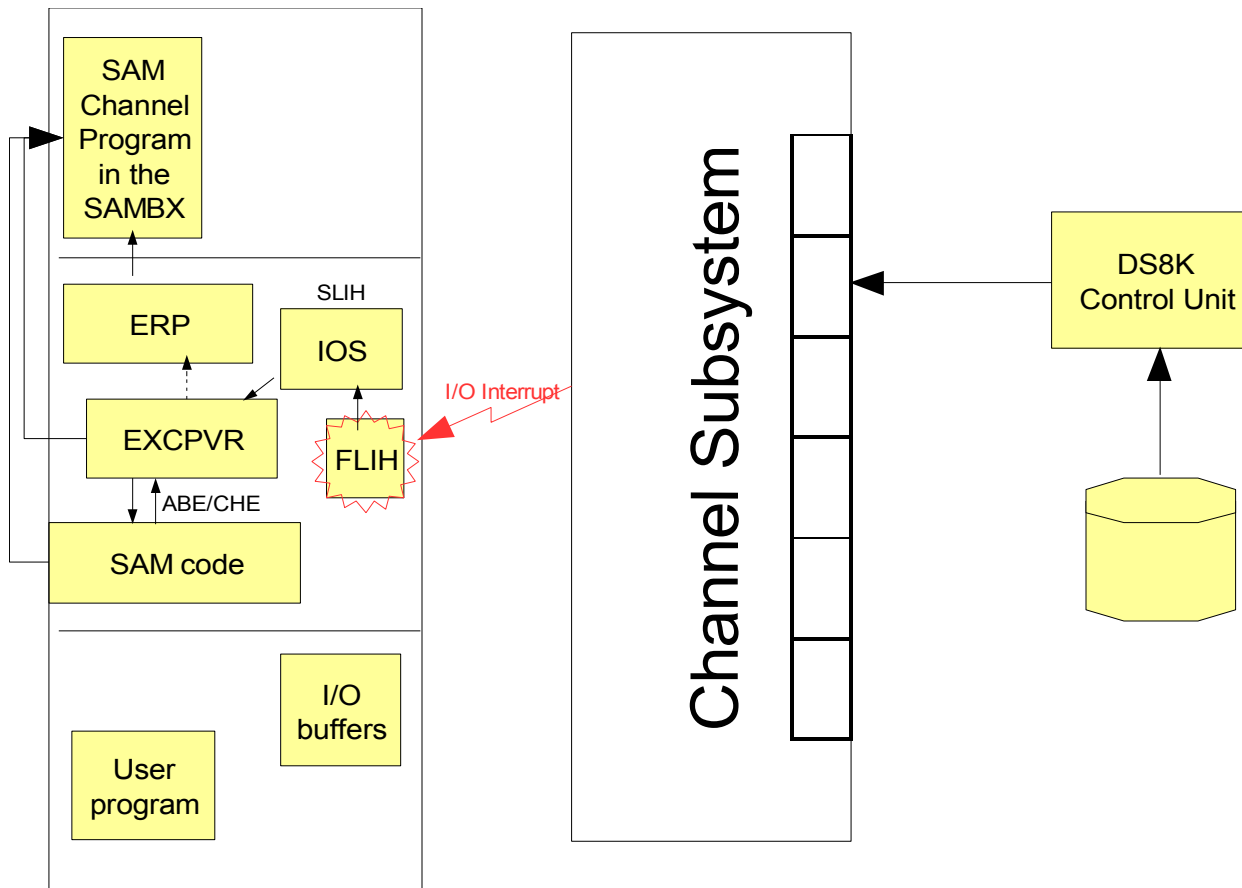 SAM
Channel
Program
in the
SAMBX
ERP
SLIH
IOS
EXCPVR
FLIH
I/O Interrupt
ABE/CHE
SAM code
I/O
buffers
User
program
Channel Subsystem
DS8K
Control Unit